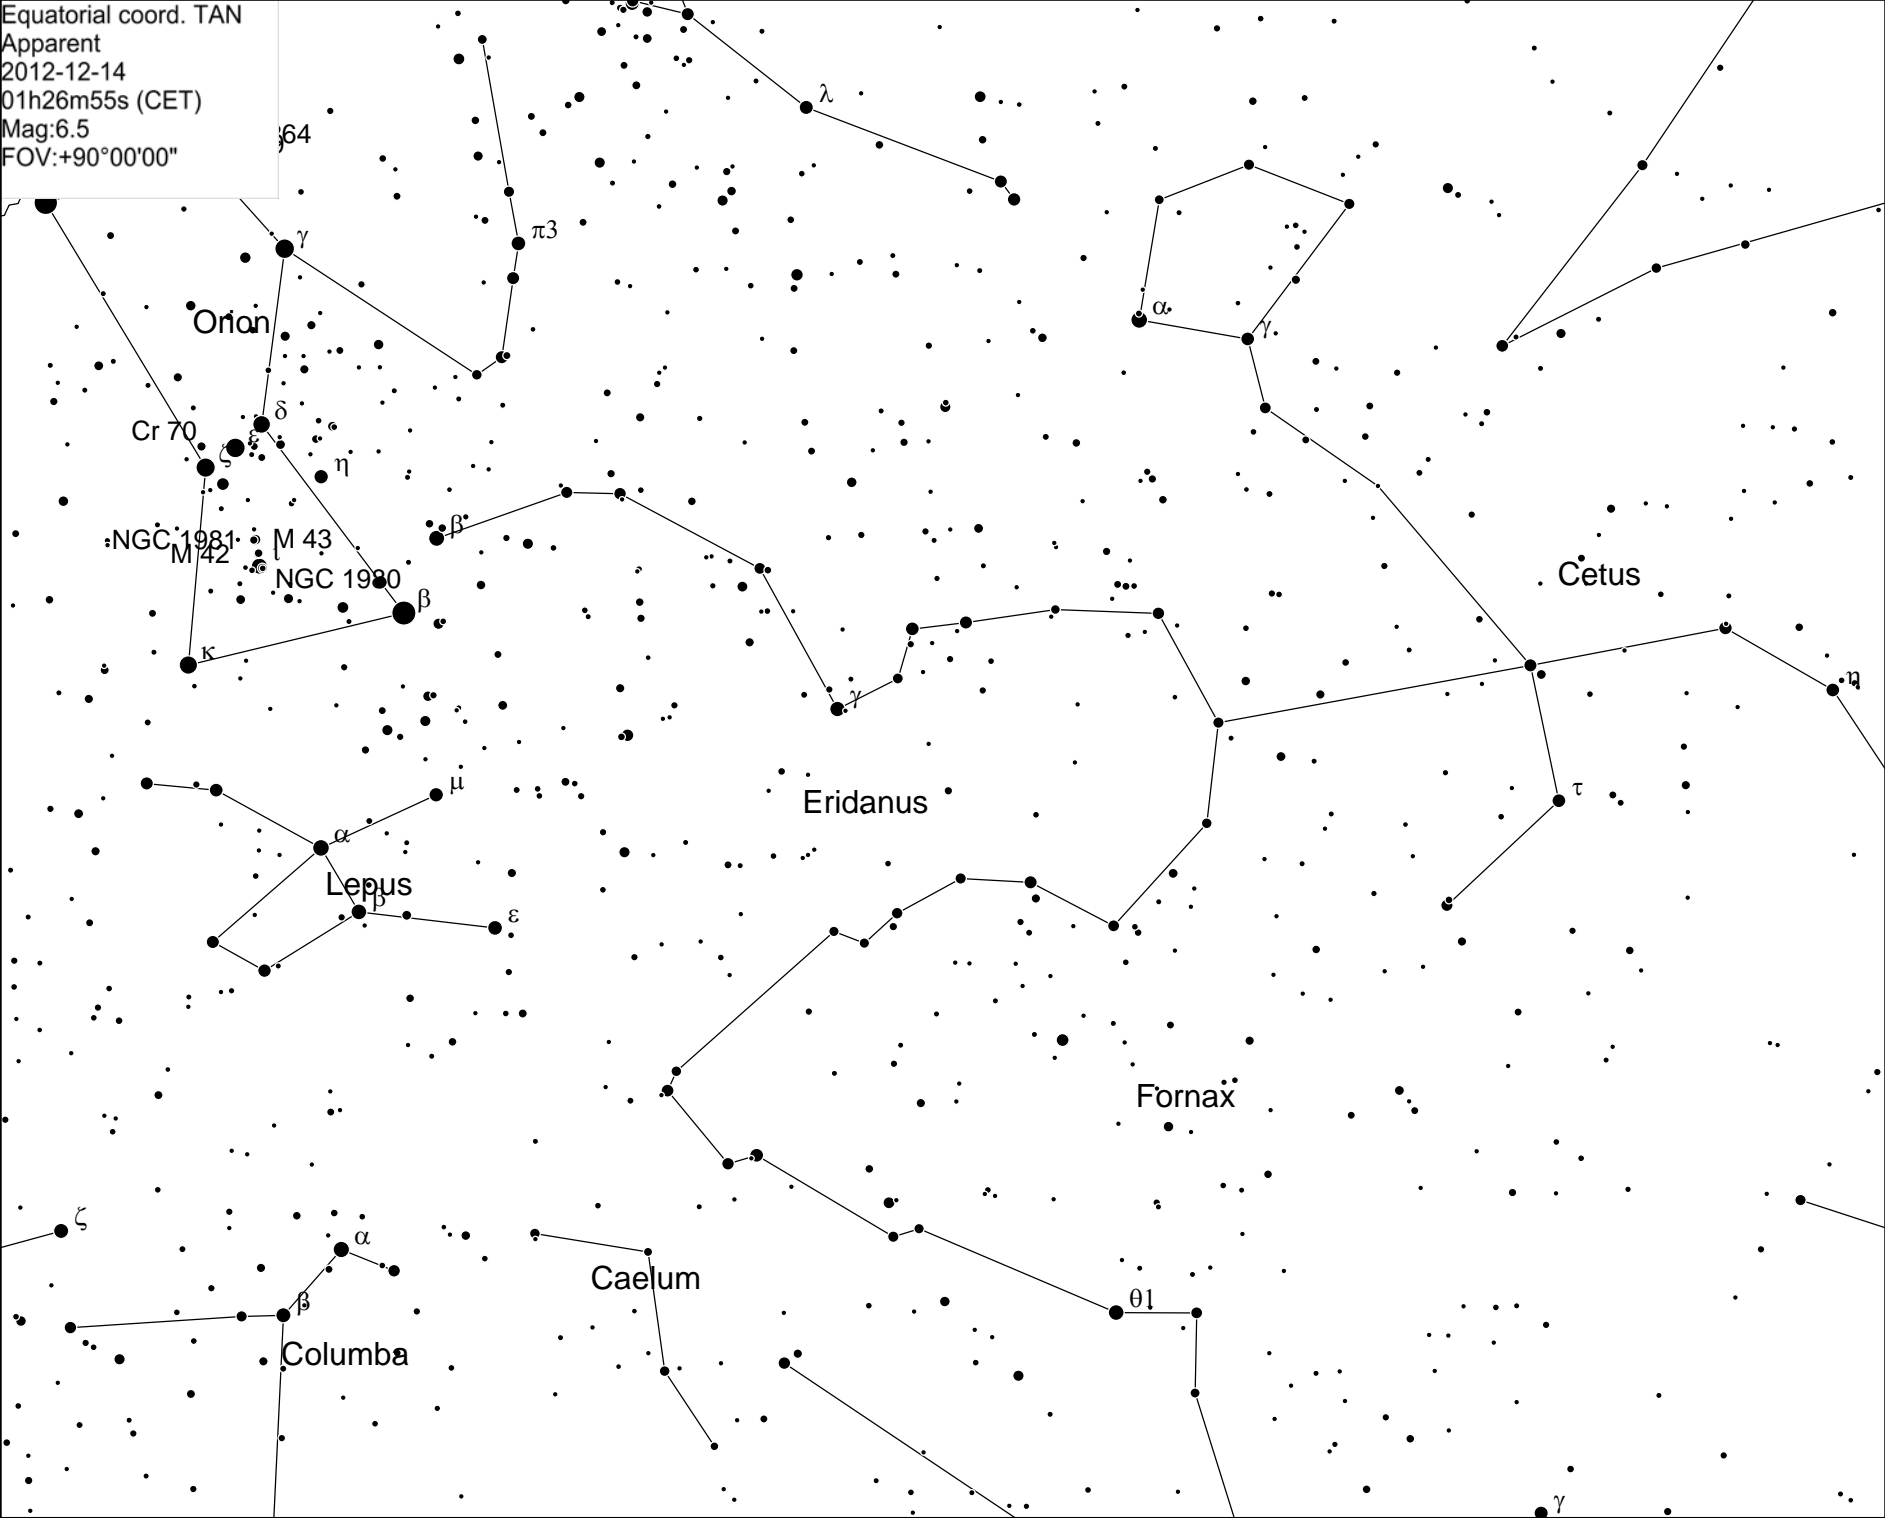 Equatorial coord. TAN
Apparent
2012-12-14
01h26m55s (CET)
Mag:6.5
FOV:+90°00'00"
64
λ
π3
γ
α
γ
Orion
δ
Cr 70
ε
ζ
η
β
NGC 1981
M 43
M 42
ι
NGC 1980
Cetus
β
κ
η
γ
μ
τ
Eridanus
α
Lepus
β
ε
Fornax
ζ
α
Caelum
β
θ1
Columba
γ